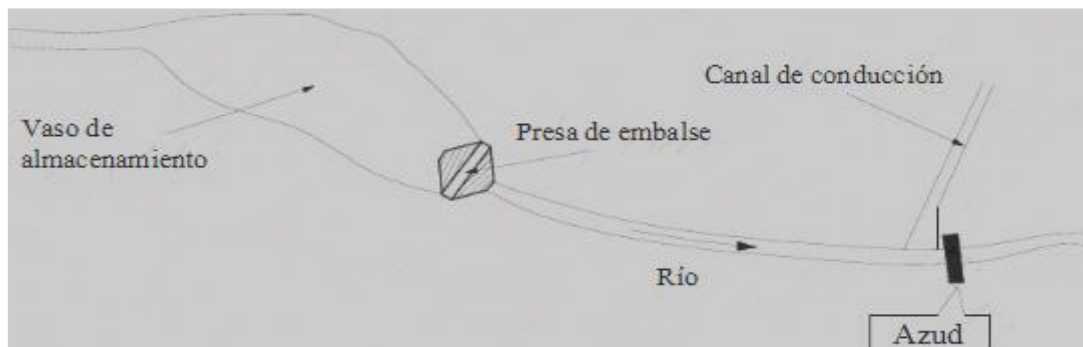 Vaso de
almacenamiento
Presa de embalse
Canal de conducción
Río
Azud